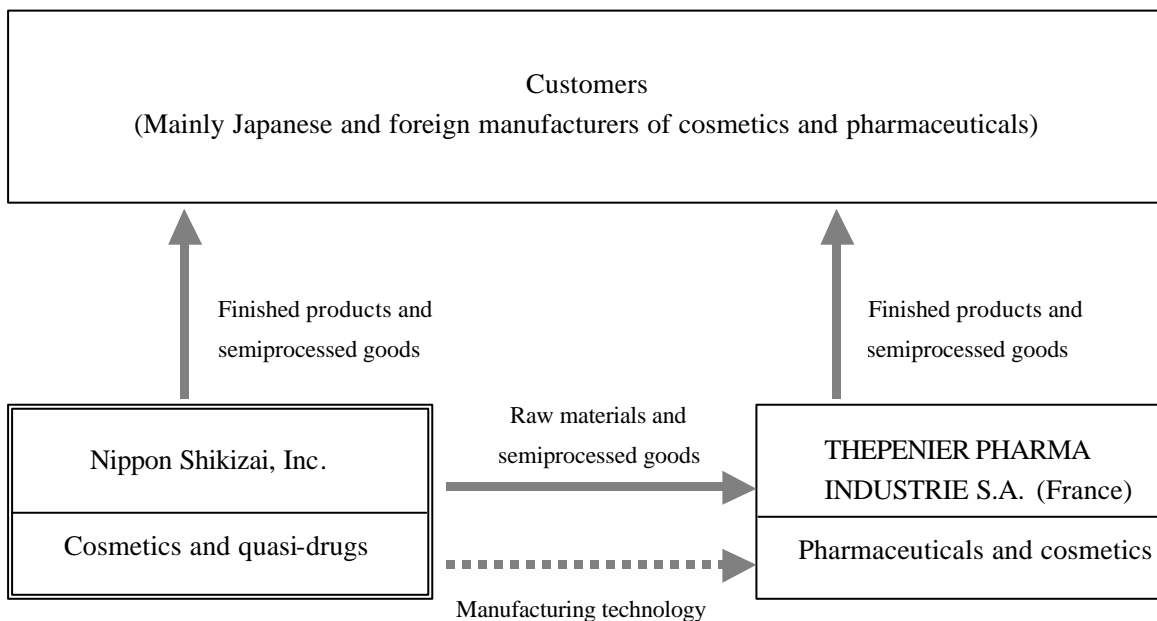 Customers
(Mainly Japanese and foreign manufacturers of cosmetics and pharmaceuticals)
Finished products and
semiprocessed goods
Finished products and
semiprocessed goods
Nippon Shikizai, Inc.
Cosmetics and quasi-drugs
Raw materials and
semiprocessed goods
Manufacturing technology
THEPENIER PHARMA
INDUSTRIE S.A. (France)
Pharmaceuticals and cosmetics